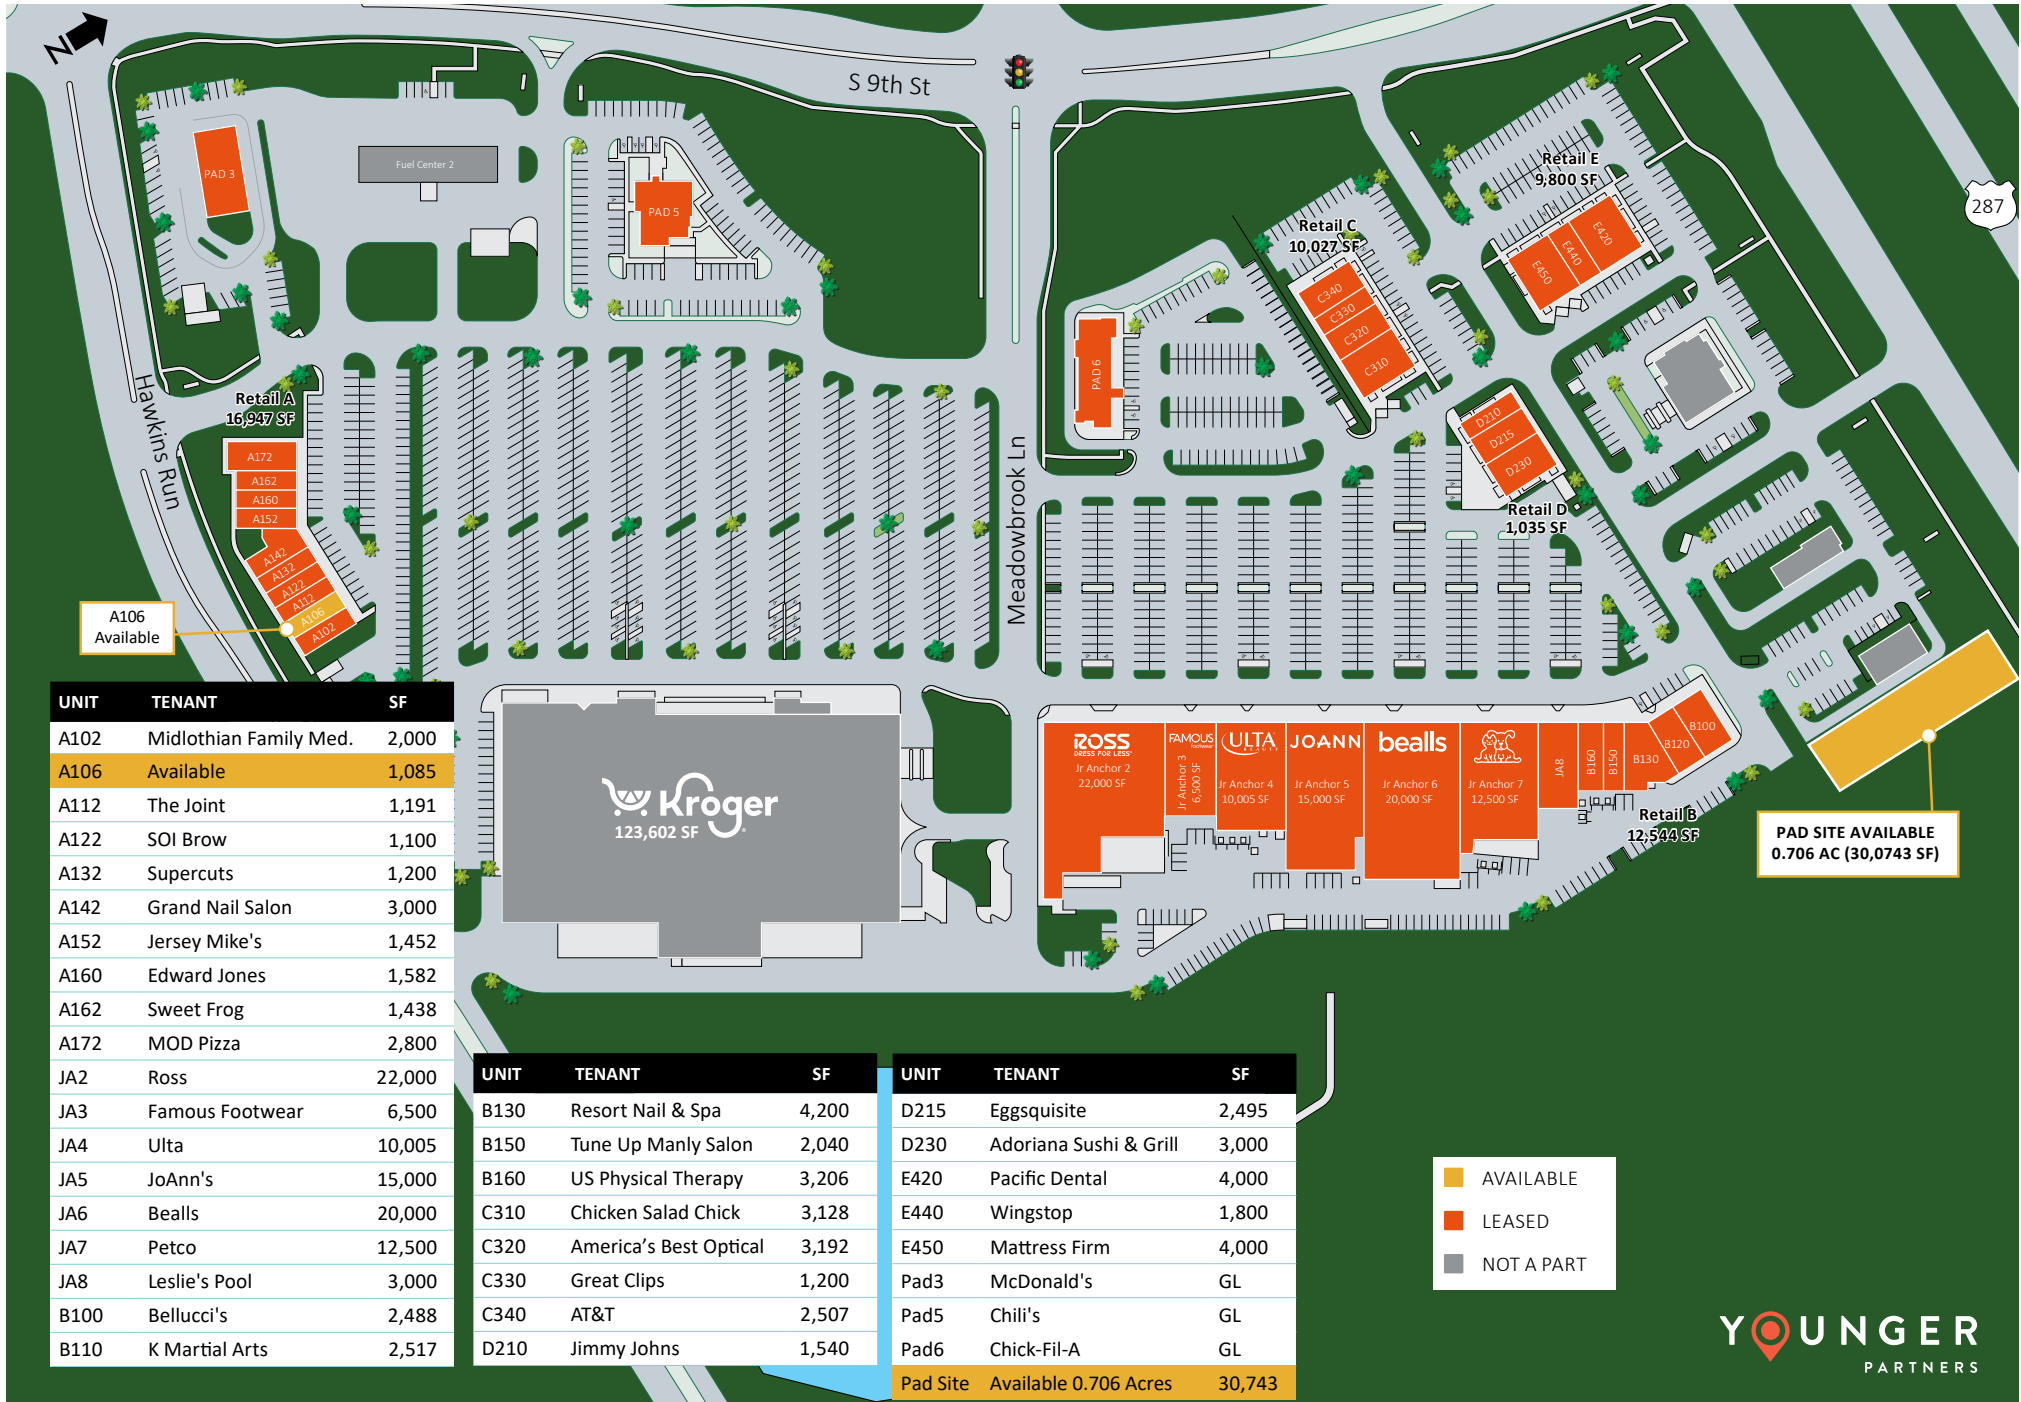 N
S 9th St
287
Hawkins Run
Meadowbrook Ln
PAD 3
Fuel Center 2
PAD 5
PAD 6
Retail E
9,800 SF
E420
E440
E450
Retail C
10,027 SF
C340
C330
C320
C310
D210
D215
D230
Retail D
1,035 SF
Retail A
16,947 SF
A172
A162
A160
A152
A142
A132
A122
A112
A106
A102
A106
Available
Kroger
123,602 SF
ROSS
DRESS FOR LESS
Jr Anchor 2
22,000 SF
FAMOUS
footwear
Jr Anchor 3
6,500 SF
ULTA
BEAUTY
Jr Anchor 4
10,005 SF
JOANN
Jr Anchor 5
15,000 SF
bealls
Jr Anchor 6
20,000 SF
Jr Anchor 7
12,500 SF
JA8
B160
B150
B130
B120
B100
Retail B
12,544 SF
PAD SITE AVAILABLE
0.706 AC (30,0743 SF)
UNIT TENANT SF
A102 Midlothian Family Med. 2,000
A106 Available 1,085
A112 The Joint 1,191
A122 SOI Brow 1,100
A132 Supercuts 1,200
A142 Grand Nail Salon 3,000
A152 Jersey Mike's 1,452
A160 Edward Jones 1,582
A162 Sweet Frog 1,438
A172 MOD Pizza 2,800
JA2 Ross 22,000
JA3 Famous Footwear 6,500
JA4 Ulta 10,005
JA5 JoAnn's 15,000
JA6 Bealls 20,000
JA7 Petco 12,500
JA8 Leslie's Pool 3,000
B100 Bellucci's 2,488
B110 K Martial Arts 2,517
UNIT TENANT SF
B130 Resort Nail & Spa 4,200
B150 Tune Up Manly Salon 2,040
B160 US Physical Therapy 3,206
C310 Chicken Salad Chick 3,128
C320 America's Best Optical 3,192
C330 Great Clips 1,200
C340 AT&T 2,507
D210 Jimmy Johns 1,540
UNIT TENANT SF
D215 Eggsquisite 2,495
D230 Adoriana Sushi & Grill 3,000
E420 Pacific Dental 4,000
E440 Wingstop 1,800
E450 Mattress Firm 4,000
Pad3 McDonald's GL
Pad5 Chili's GL
Pad6 Chick-Fil-A GL
Pad Site Available 0.706 Acres 30,743
AVAILABLE
LEASED
NOT A PART
YOUNGER
PARTNERS